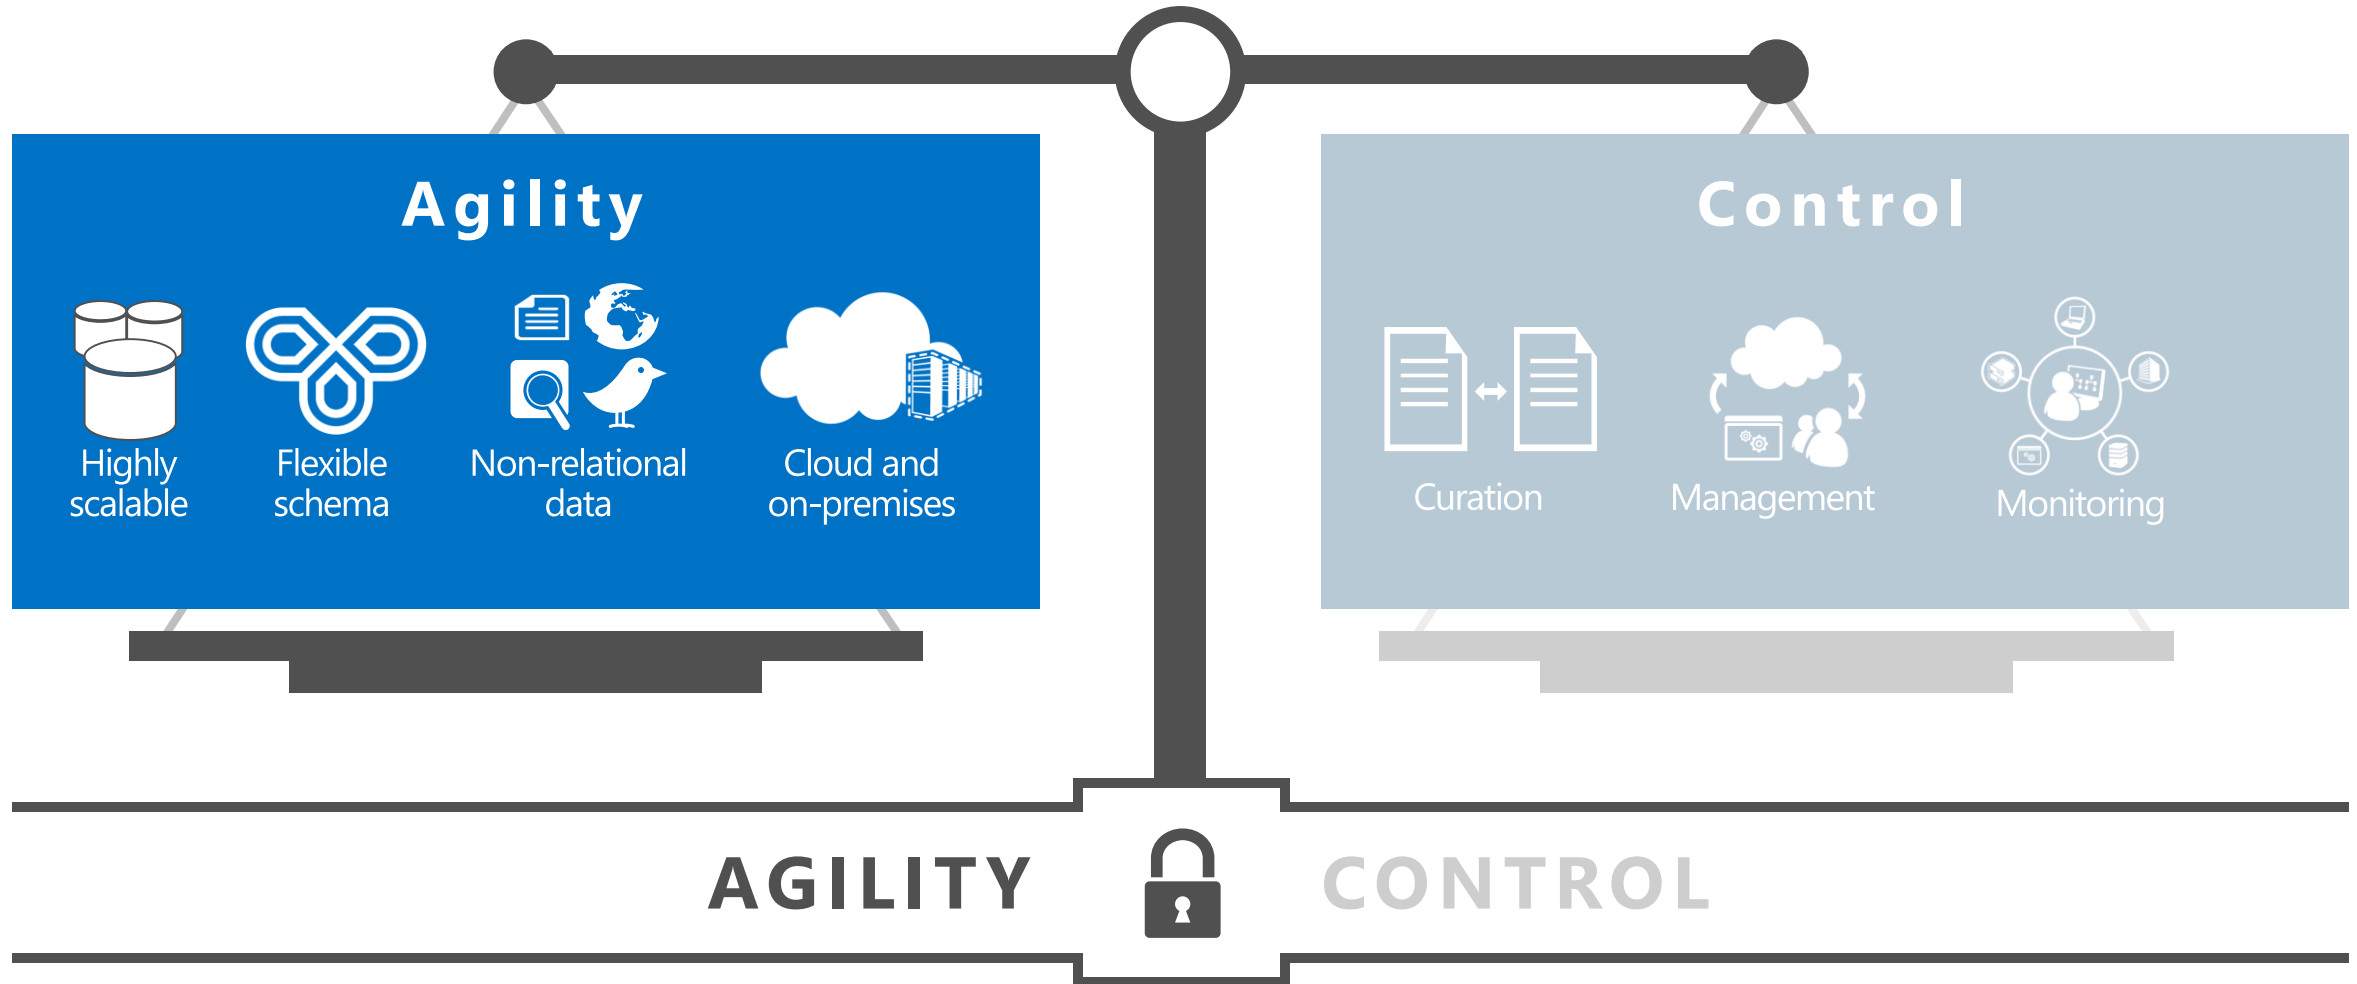 Agility
Highly
scalable
Flexible
schema
Non-relational
data
Cloud and
on-premises
Control
Curation
Management
Monitoring
AGILITY
CONTROL